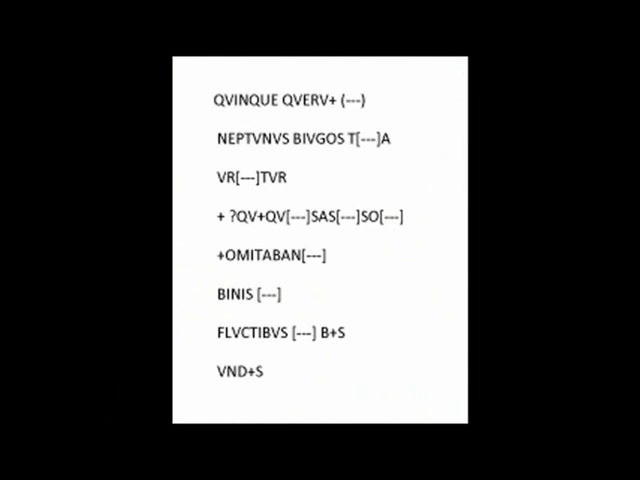 QVINQUE QVERV+ (---)
NEPTVNVS BIVGOS T[---]A
VR[---]TVR
+ ?QV+QV[---]SAS[---]SO[---]
+OMITABAN[---]
BINIS [---]
FLVCTIBVS [---] B+S
VND+S